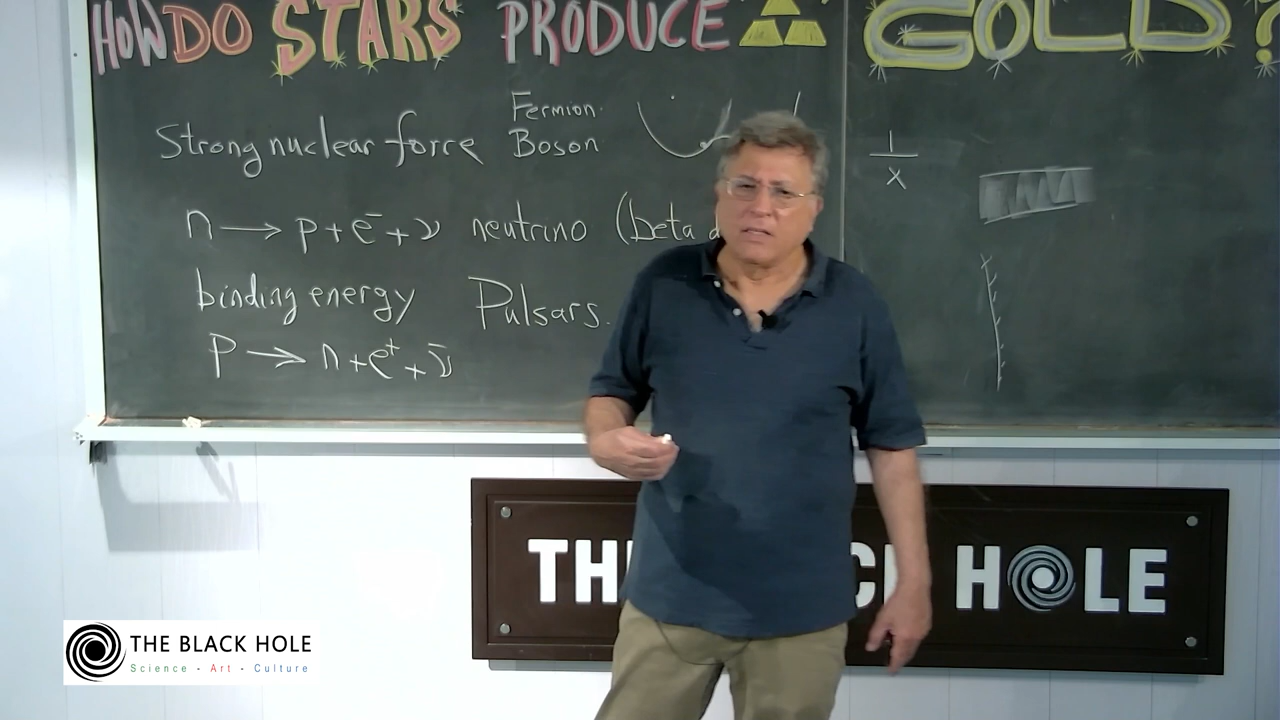 HOW DO STARS PRODUCE GOLD?
Strong nuclear force
Fermion
Boson
1
x
n → p + e⁻ + ν neutrino (beta d
binding energy Pulsars.
p → n + e⁺ + ν̄
HOLE
THE BLACK HOLE
Science - Art - Culture